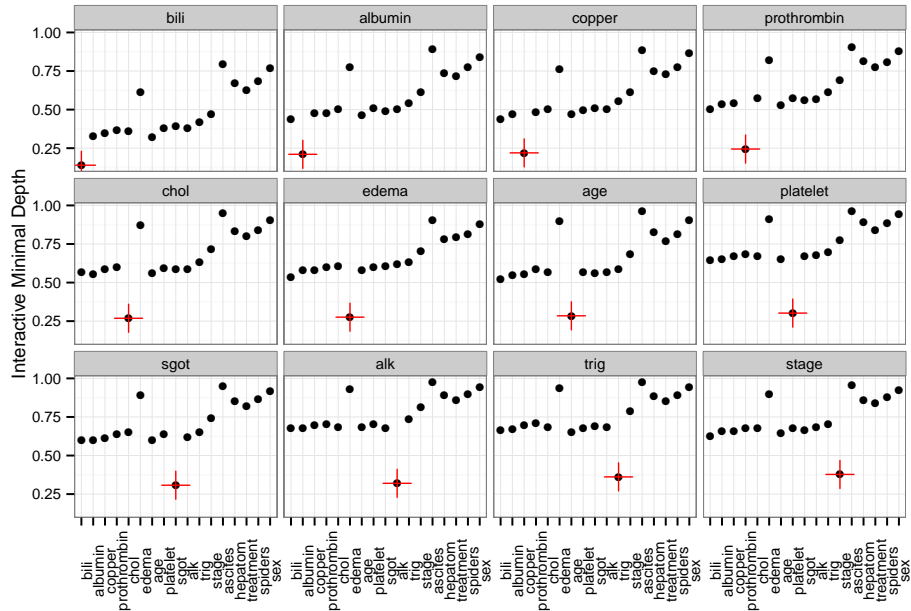 bili albumin copper prothrombin
1.00
0.75
0.50
0.25
chol edema age platelet
1.00
0.75
0.50
0.25
Interactive Minimal Depth
sgot alk trig stage
1.00
0.75
0.50
0.25
bili albumin copper prothrombin chol edema age platelet sgot alk trig stage ascites hepatom treatment spiders sex
bili albumin copper prothrombin chol edema age platelet sgot alk trig stage ascites hepatom treatment spiders sex
bili albumin copper prothrombin chol edema age platelet sgot alk trig stage ascites hepatom treatment spiders sex
bili albumin copper prothrombin chol edema age platelet sgot alk trig stage ascites hepatom treatment spiders sex